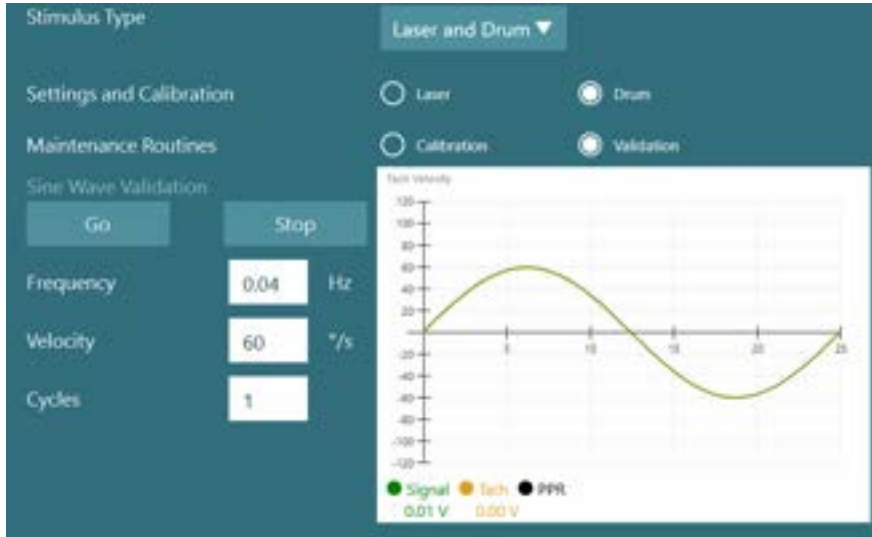 Stimulus Type
Laser and Drum ▼
Settings and Calibration
Laser Drum
Maintenance Routines
Calibration Validation
Sine Wave Validation
Go Stop
Frequency 0.04 Hz
Velocity 60 °/s
Cycles 1
Tach Velocity
120
100
80
60
40
20
5 10 15 20 25
-20
-40
-60
-80
-100
-120
Signal Tach PPR
0.01 V 0.00 V